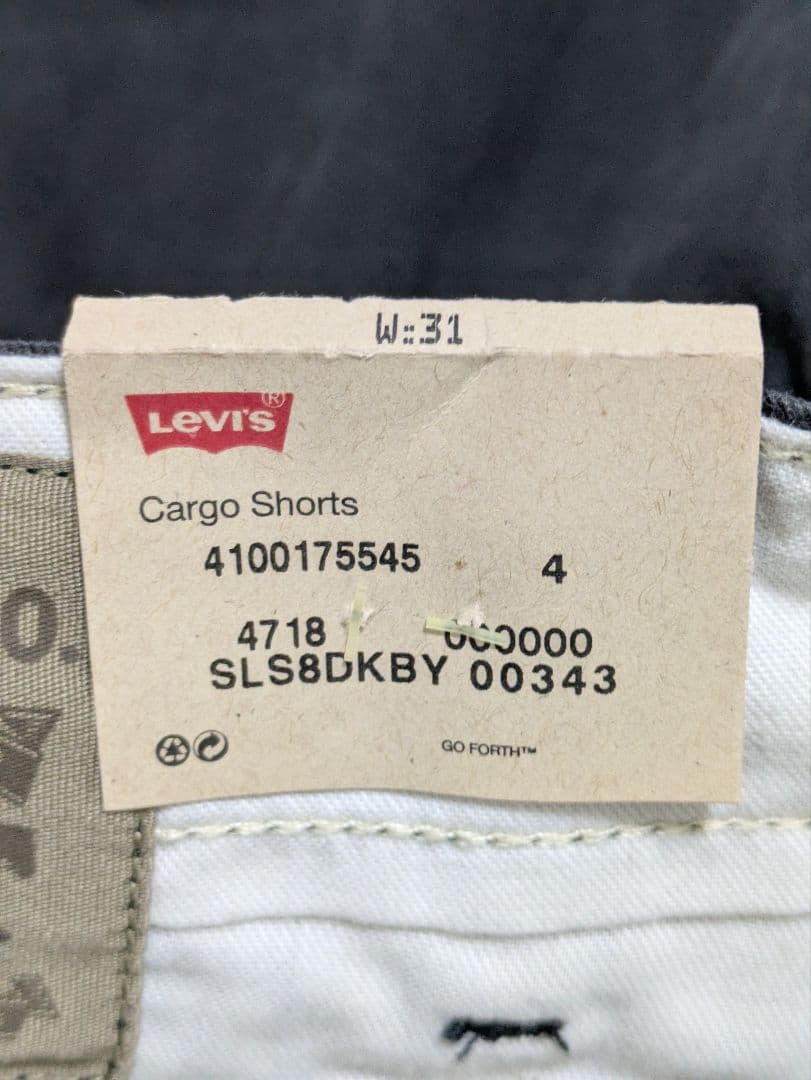 W::31
Levi's®
Cargo Shorts
4100175545 4
4718 000000
SLS8DKBY 00343
GO FORTH™
O.